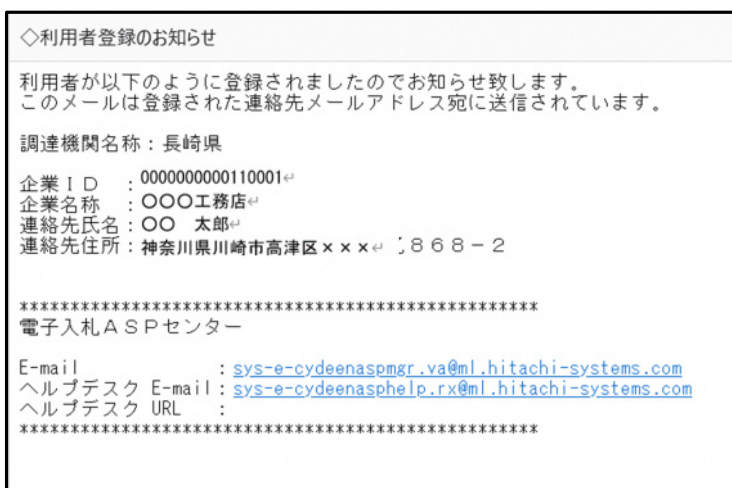 ◇利用者登録のお知らせ
利用者が以下のように登録されましたのでお知らせ致します。
このメールは登録された連絡先メールアドレス宛に送信されています。
調達機関名称：長崎県
企業ＩＤ　：0000000000110001↵
企業名称　：〇〇〇工務店↵
連絡先氏名：〇〇　太郎↵
連絡先住所：神奈川県川崎市高津区×××↵ ８６８－２
***************************************************
電子入札ＡＳＰセンター
E-mail　　　　　　　：sys-e-cydeenaspmgr.va@ml.hitachi-systems.com
ヘルプデスク E-mail：sys-e-cydeenasphelp.rx@ml.hitachi-systems.com
ヘルプデスク URL　：
***************************************************